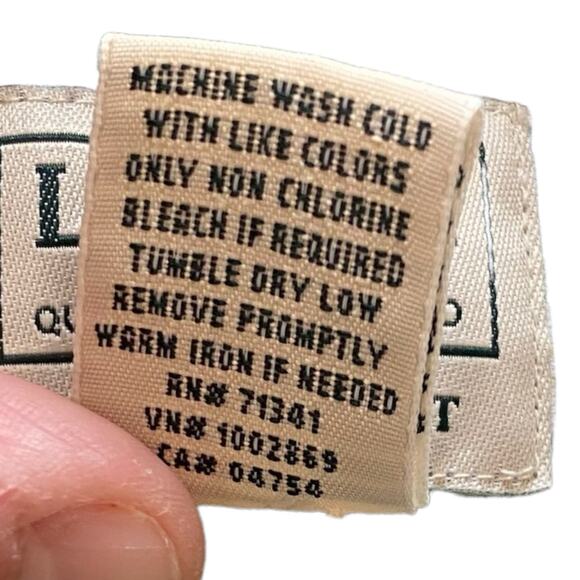 MACHINE WASH COLD
WITH LIKE COLORS
ONLY NON CHLORINE
BLEACH IF REQUIRED
TUMBLE DRY LOW
REMOVE PROMPTLY
WARM IRON IF NEEDED
RN# 71341
VN# 1002869
CA# 04754